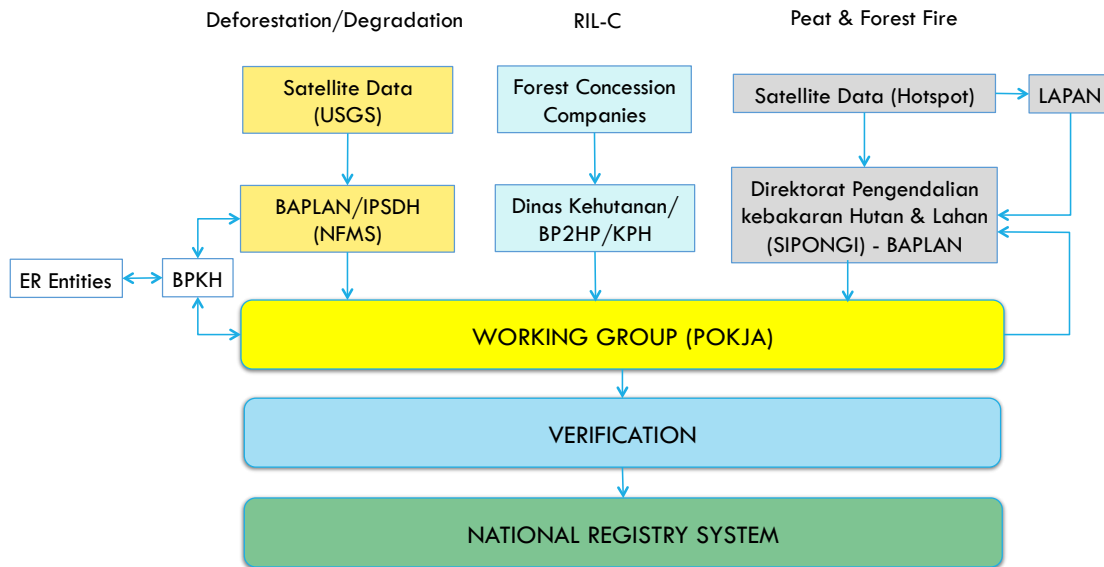 Deforestation/Degradation
RIL-C
Peat & Forest Fire
Satellite Data
(USGS)
Forest Concession
Companies
Satellite Data (Hotspot)
LAPAN
BAPLAN/IPSDH
(NFMS)
Dinas Kehutanan/
BP2HP/KPH
Direktorat Pengendalian
kebakaran Hutan & Lahan
(SIPONGI) - BAPLAN
ER Entities
BPKH
WORKING GROUP (POKJA)
VERIFICATION
NATIONAL REGISTRY SYSTEM